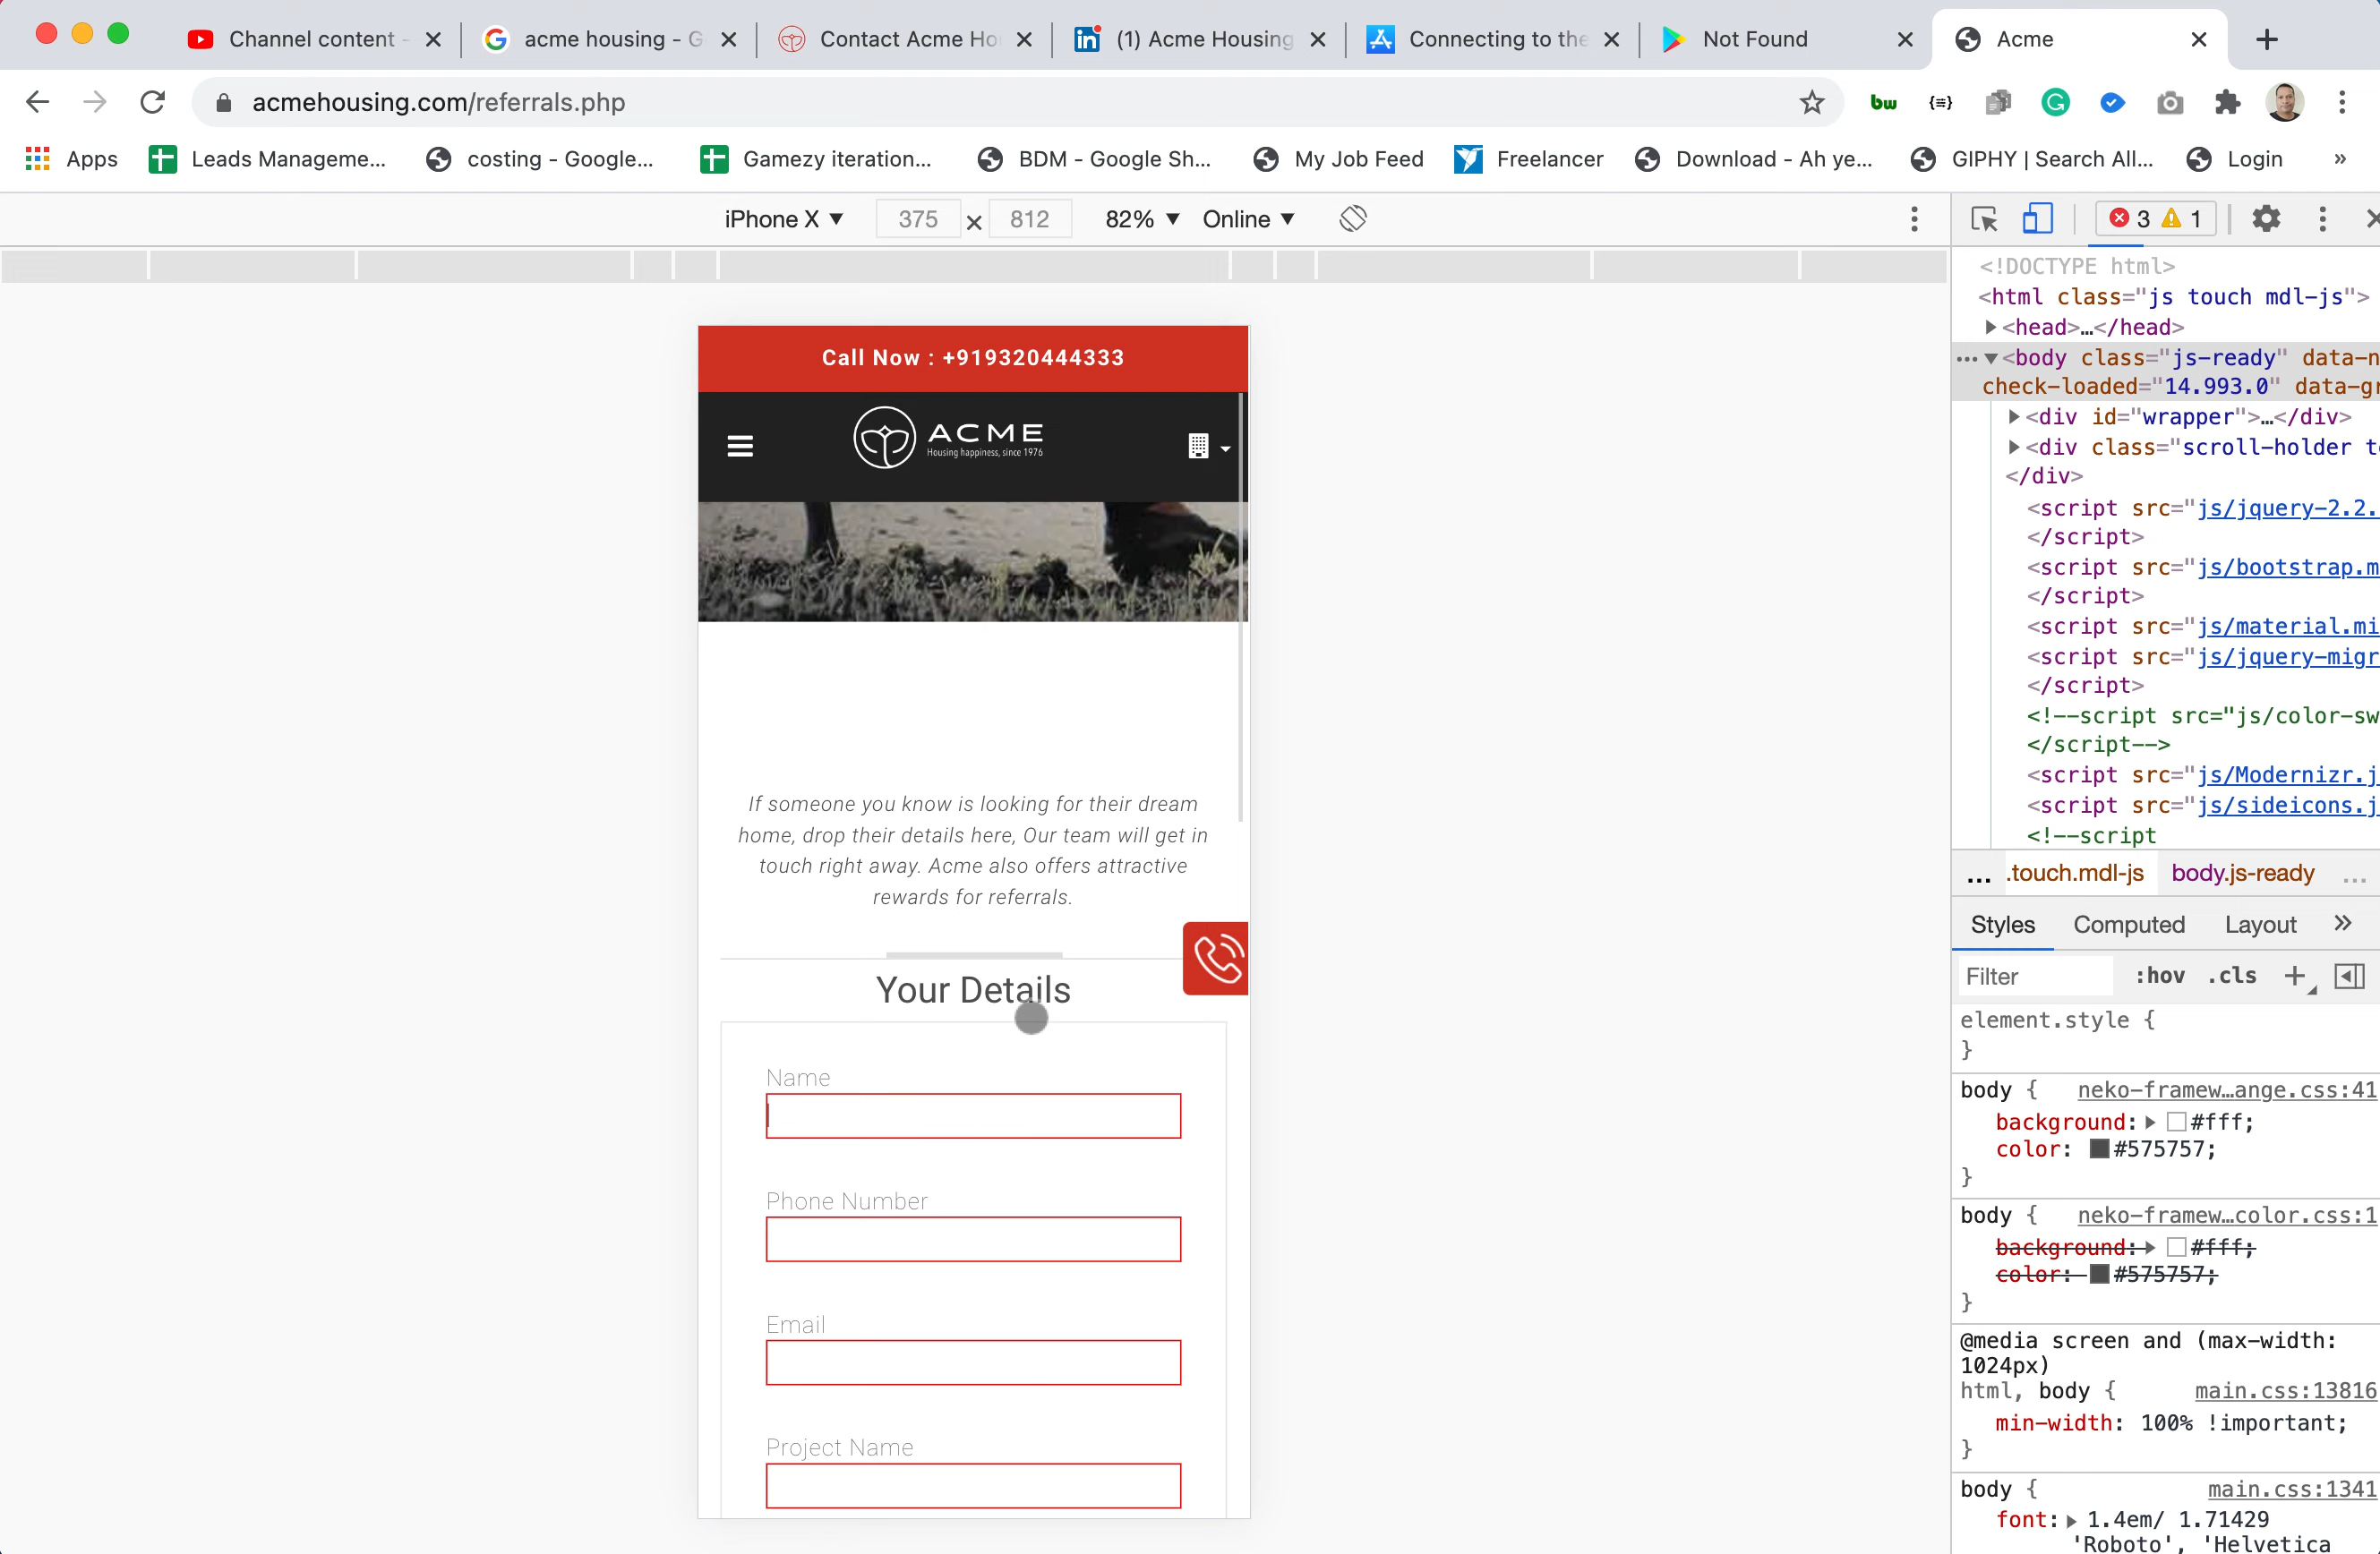 Channel content -
acme housing - G
Contact Acme Ho
(1) Acme Housing
Connecting to the
Not Found
Acme
acmehousing.com/referrals.php
bw
Apps
Leads Manageme...
costing - Google...
Gamezy iteration...
BDM - Google Sh...
My Job Feed
Freelancer
Download - Ah ye...
GIPHY | Search All...
Login
»
iPhone X
375
×
812
82%
Online
3
1
<!DOCTYPE html>
<html class="js touch mdl-js">
<head>…</head>
<body class="js-ready" data-n
check-loaded="14.993.0" data-gr
<div id="wrapper">…</div>
<div class="scroll-holder t
</div>
<script src="js/jquery-2.2.
</script>
<script src="js/bootstrap.m
</script>
<script src="js/material.mi
<script src="js/jquery-migr
</script>
<!--script src="js/color-sw
</script-->
<script src="js/Modernizr.j
<script src="js/sideicons.j
<!--script
... .touch.mdl-js body.js-ready ...
Styles Computed Layout »
Filter :hov .cls +
element.style {
}
body { neko-framew…ange.css:41
background: #fff;
color: #575757;
}
body { neko-framew…color.css:1
background: #fff;
color: #575757;
}
@media screen and (max-width:
1024px)
html, body { main.css:13816
min-width: 100% !important;
}
body { main.css:1341
font: 1.4em/ 1.71429
'Roboto', 'Helvetica
Call Now : +919320444333
ACME
Housing happiness, since 1976
If someone you know is looking for their dream
home, drop their details here, Our team will get in
touch right away. Acme also offers attractive
rewards for referrals.
Your Details
Name
Phone Number
Email
Project Name